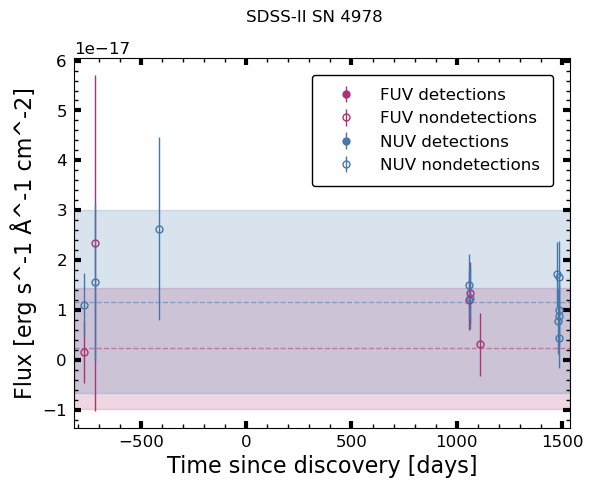 SDSS-II SN 4978
1e−17
Flux [erg s^-1 Å^-1 cm^-2]
6
5
4
3
2
1
0
−1
FUV detections
FUV nondetections
NUV detections
NUV nondetections
−500 0 500 1000 1500
Time since discovery [days]